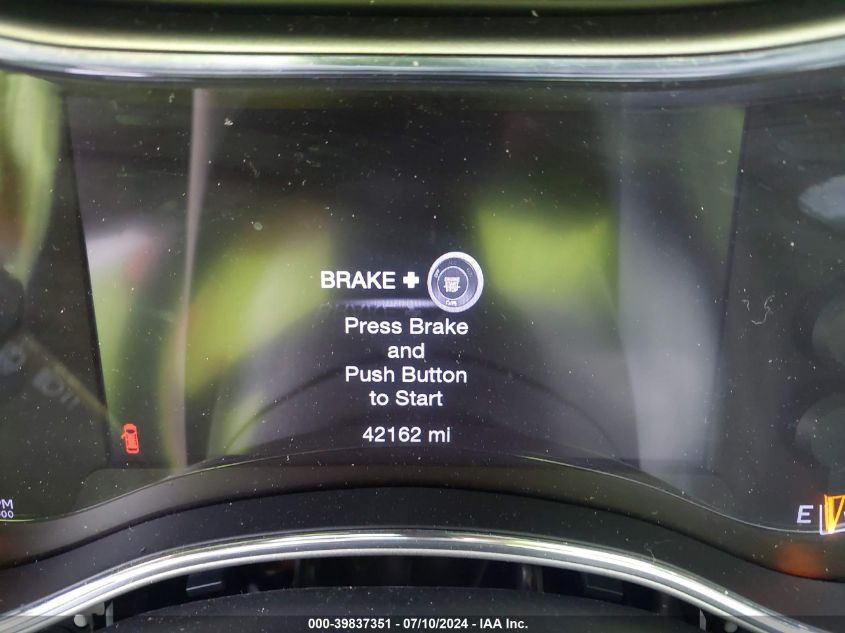 BRAKE +
Press Brake
and
Push Button
to Start
42162 mi
E
000-39837351 / 07/10/2024 - IAA Inc.